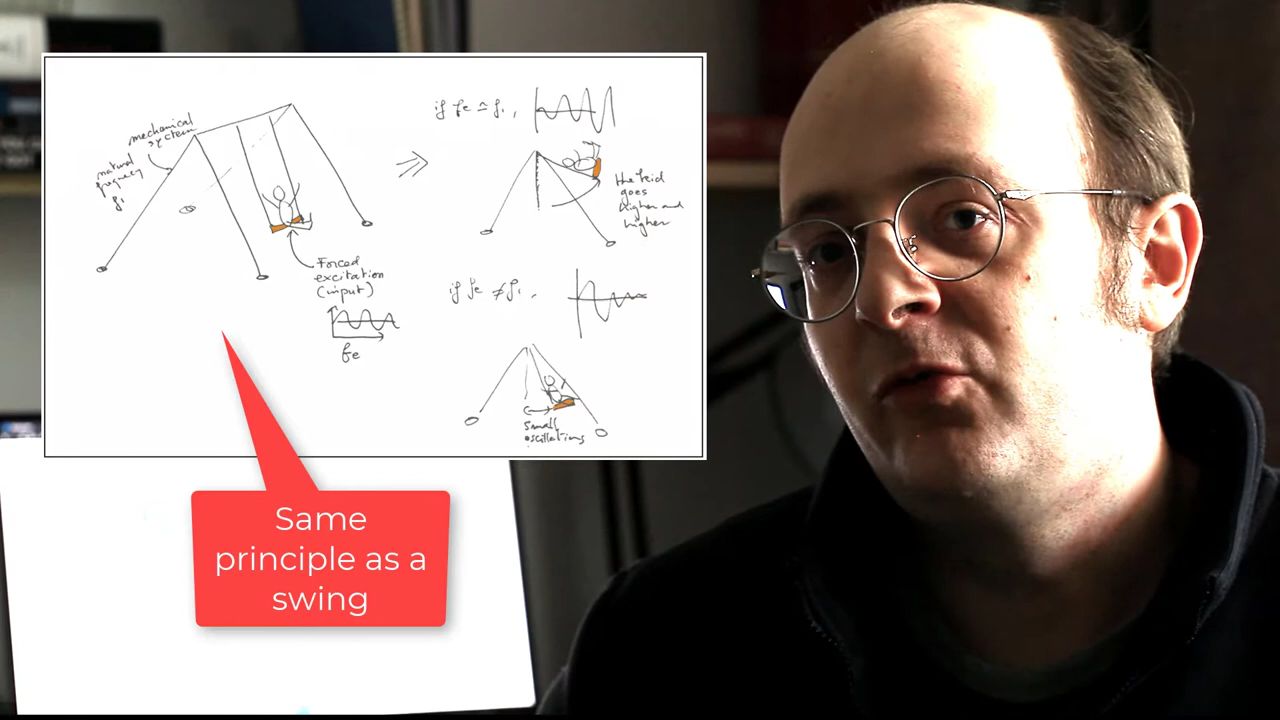 mechanical
system
natural
frequency
f₁
Forced
excitation
(input)
fe
if fe ≃ f₁,
the kid
goes
higher and
higher
if fe ≠ f₁,
small
oscillations
Same
principle as a
swing